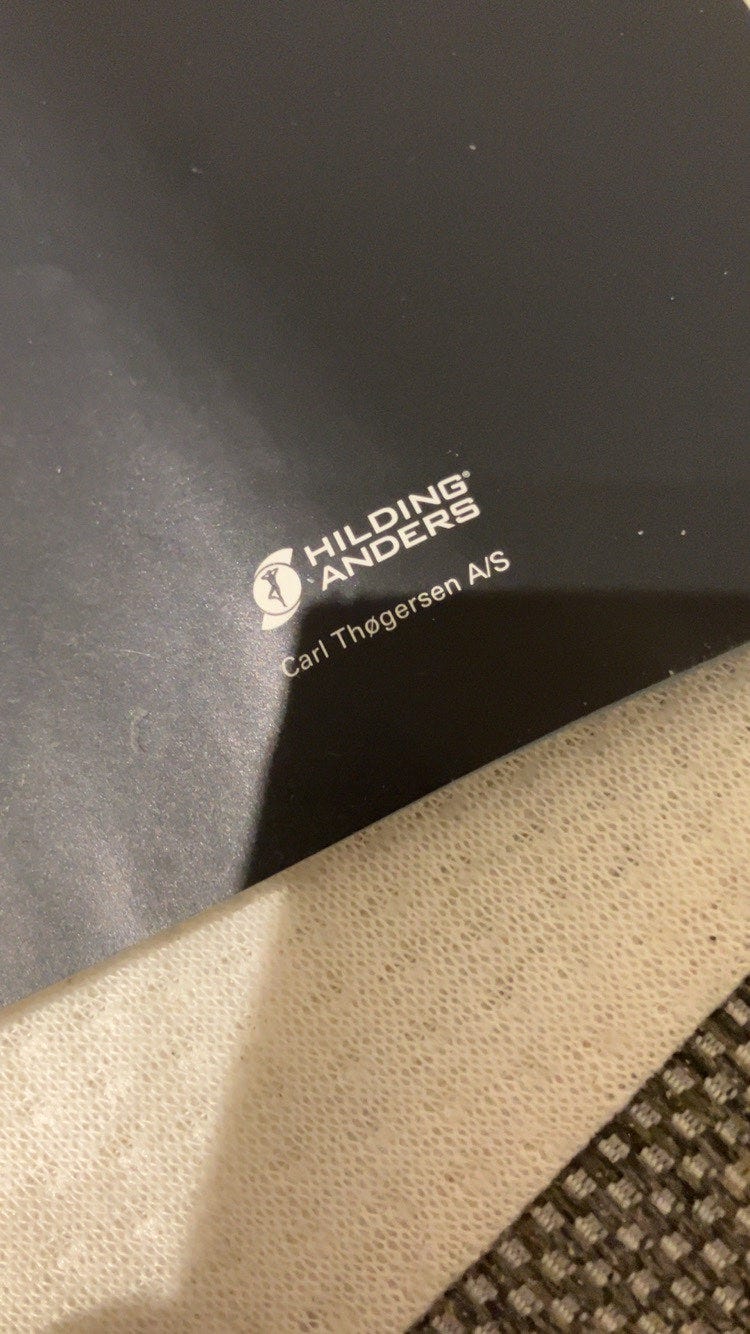 HILDING®
ANDERS
Carl Thøgersen A/S